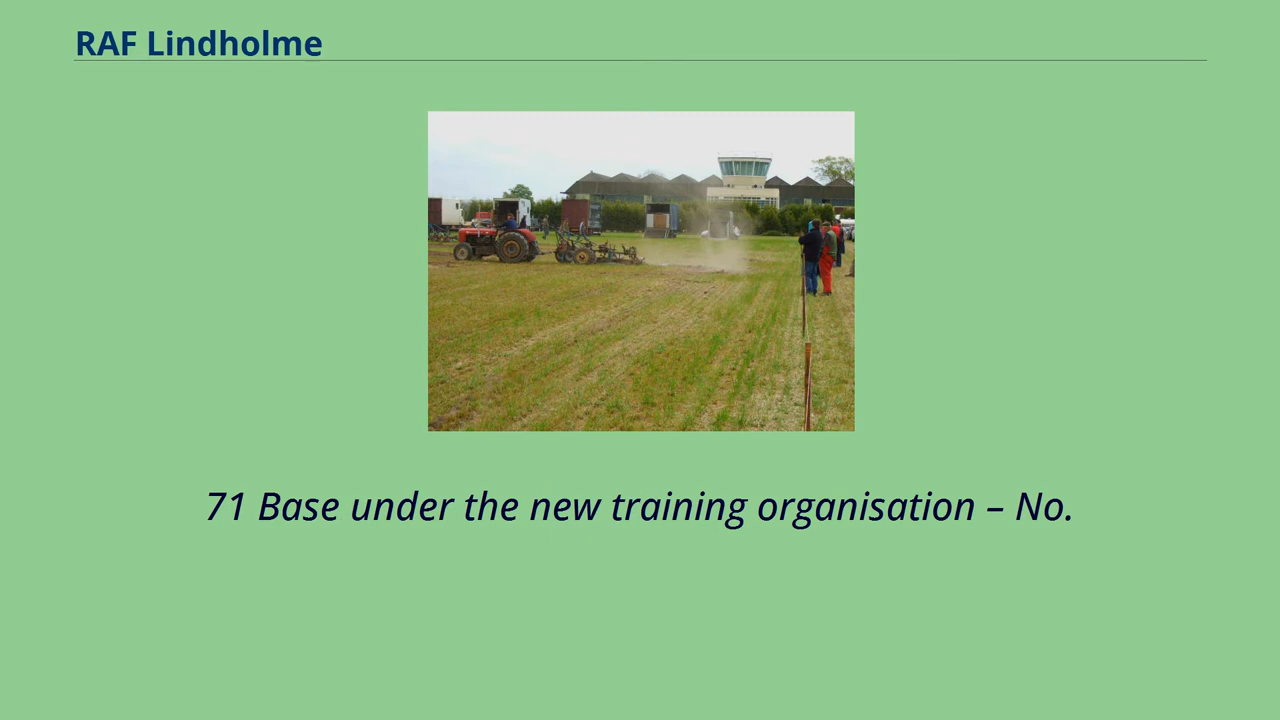 RAF Lindholme
71 Base under the new training organisation – No.